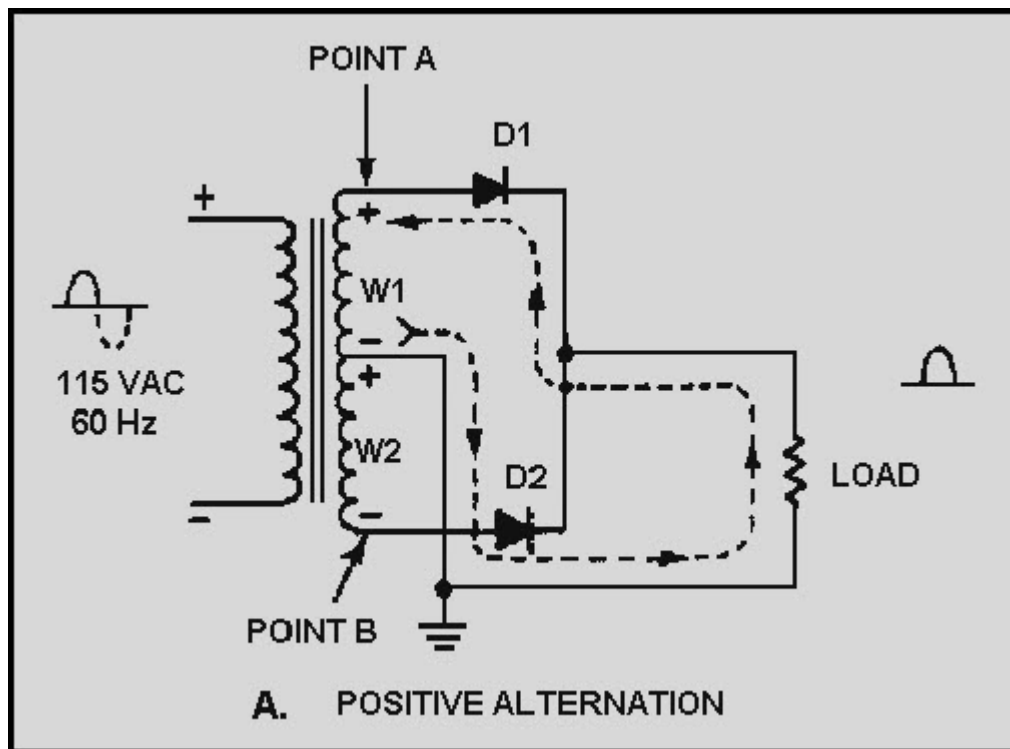 POINT A
D1
+
+
W1
-
115 VAC
60 Hz
+
W2
D2
LOAD
-
-
POINT B
A. POSITIVE ALTERNATION